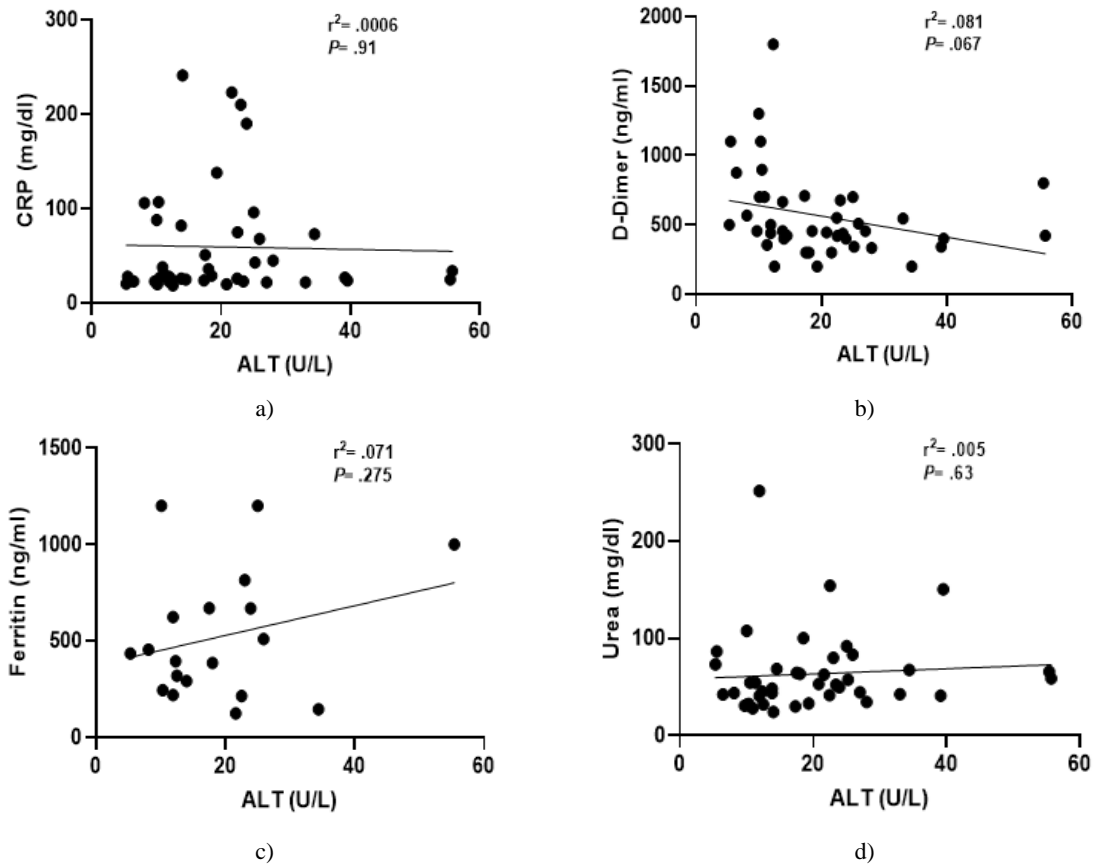 r²= .0006
P= .91
300
200
100
0
CRP (mg/dl)
0 20 40 60
ALT (U/L)
a)
r²= .081
P= .067
2000
1500
1000
500
0
D-Dimer (ng/ml)
0 20 40 60
ALT (U/L)
b)
r²= .071
P= .275
1500
1000
500
0
Ferritin (ng/ml)
0 20 40 60
ALT (U/L)
c)
r²= .005
P= .63
300
200
100
0
Urea (mg/dl)
0 20 40 60
ALT (U/L)
d)